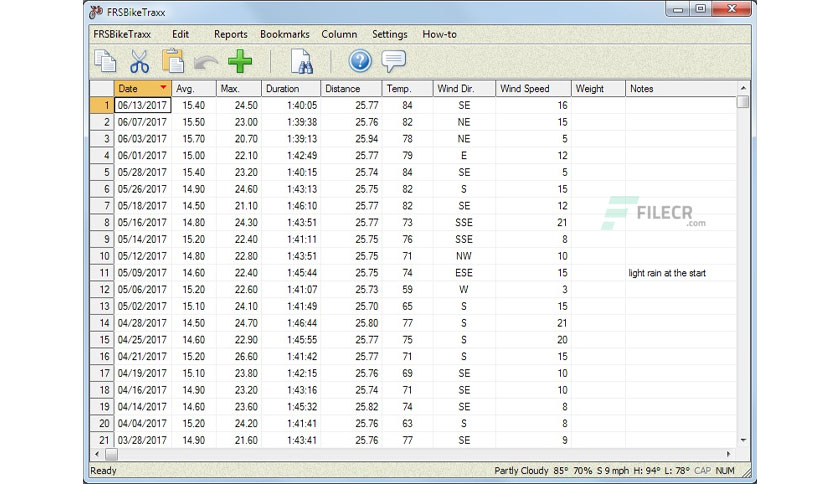 FRSBikeTraxx
FRSBikeTraxx Edit Reports Bookmarks Column Settings How-to
Date Avg. Max. Duration Distance Temp. Wind Dir. Wind Speed Weight Notes
1 06/13/2017 15.40 24.50 1:40:05 25.77 84 SE 16
2 06/07/2017 15.50 23.00 1:39:38 25.76 82 NE 15
3 06/03/2017 15.70 20.70 1:39:13 25.94 78 NE 5
4 06/01/2017 15.00 22.10 1:42:49 25.77 79 E 12
5 05/28/2017 15.40 23.20 1:40:15 25.74 84 SE 5
6 05/26/2017 14.90 24.60 1:43:13 25.75 82 S 15
7 05/18/2017 14.50 21.10 1:46:10 25.77 82 SE 12
8 05/16/2017 14.80 24.30 1:43:51 25.77 73 SSE 21
9 05/14/2017 15.20 22.40 1:41:11 25.75 76 SSE 8
10 05/12/2017 14.80 22.80 1:43:51 25.75 71 NW 10
11 05/09/2017 14.60 22.40 1:45:44 25.75 74 ESE 15 light rain at the start
12 05/06/2017 15.20 22.60 1:41:07 25.73 59 W 3
13 05/02/2017 15.10 24.10 1:41:49 25.70 65 S 15
14 04/28/2017 14.50 24.70 1:46:44 25.80 77 S 21
15 04/25/2017 14.60 22.90 1:45:55 25.77 75 S 20
16 04/21/2017 15.20 26.60 1:41:42 25.77 71 S 15
17 04/19/2017 15.10 23.80 1:42:15 25.76 69 SE 10
18 04/16/2017 14.90 23.20 1:43:16 25.74 71 SE 10
19 04/14/2017 14.60 23.60 1:45:32 25.82 74 SE 8
20 04/04/2017 15.20 24.20 1:41:41 25.76 63 S 8
21 03/28/2017 14.90 21.60 1:43:41 25.76 77 SE 9
FILECR
.com
Ready Partly Cloudy 85° 70% S 9 mph H: 94° L: 78° CAP NUM